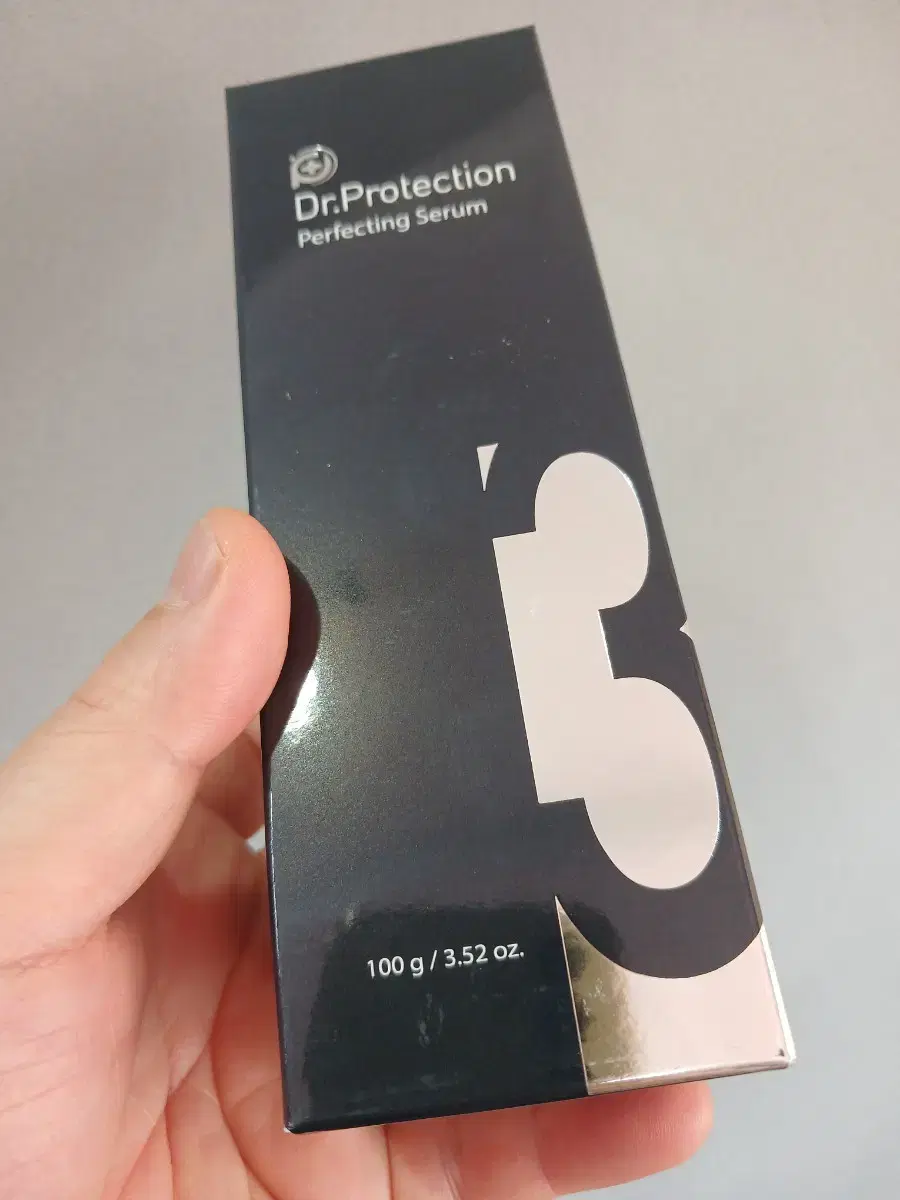 Dr.Protection
Perfecting Serum
100 g / 3.52 oz.